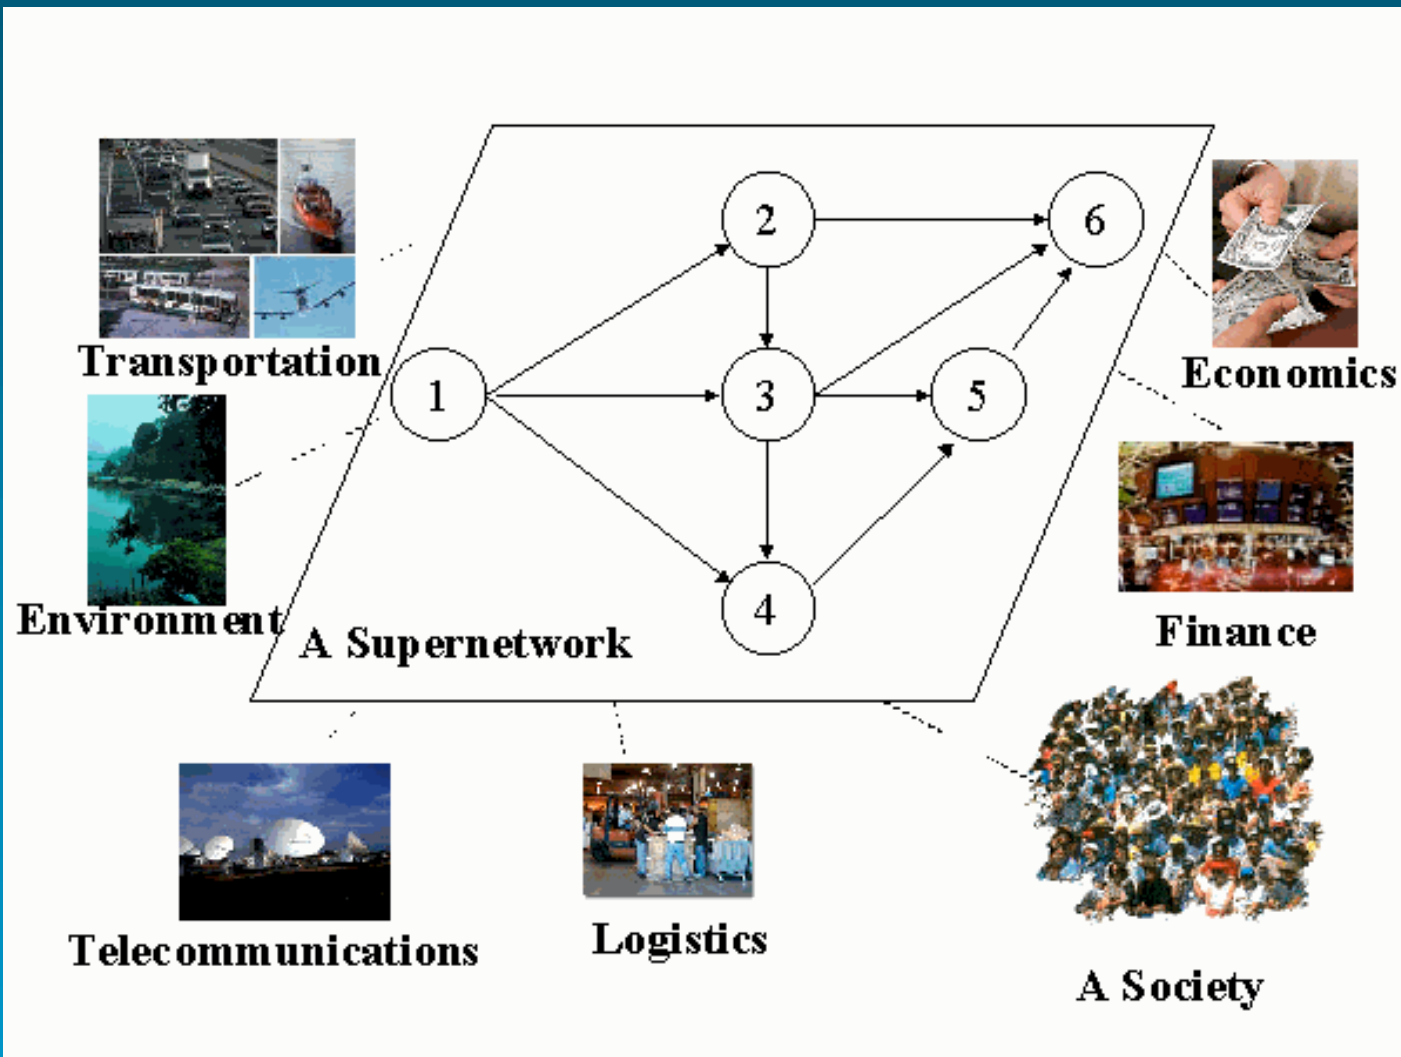 2
6
Transportation
1
3
5
Economics
4
Environment
A Supernetwork
Finance
Telecommunications
Logistics
A Society